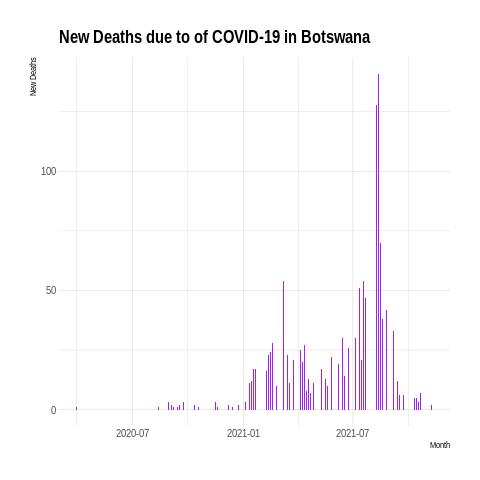 New Deaths due to of COVID-19 in Botswana
New Deaths
100
50
0
2020-07
2021-01
2021-07
Month